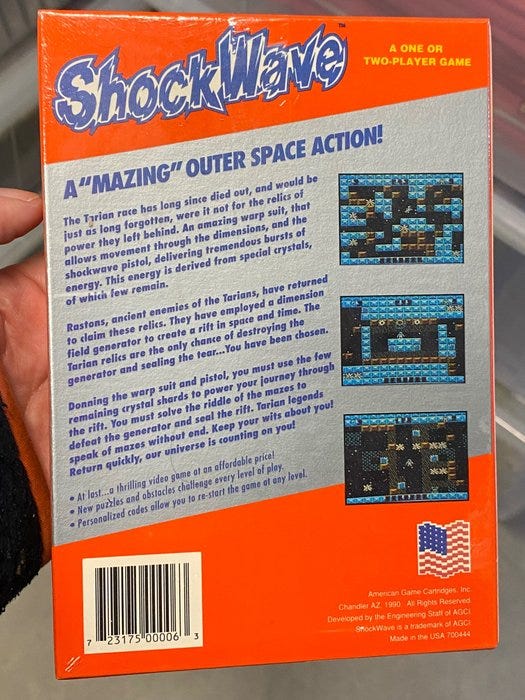 ShockWave™
A ONE OR
TWO-PLAYER GAME
A "MAZING" OUTER SPACE ACTION!
The Tarian race has long since died out, and would be
just as long forgotten, were it not for the relics of
power they left behind. An amazing warp suit, that
allows movement through the dimensions, and the
shockwave pistol, delivering tremendous bursts of
energy. This energy is derived from special crystals,
of which few remain.
Rastons, ancient enemies of the Tarians, have returned
to claim these relics. They have employed a dimension
field generator to create a rift in space and time. The
Tarian relics are the only chance of destroying the
generator and sealing the tear...You have been chosen.
Donning the warp suit and pistol, you must use the few
remaining crystal shards to power your journey through
the rift. You must solve the riddle of the mazes to
defeat the generator and seal the rift. Tarian legends
speak of mazes without end. Keep your wits about you!
Return quickly, our universe is counting on you!
• At last...a thrilling video game at an affordable price!
• New puzzles and obstacles challenge every level of play.
• Personalized codes allow you to re-start the game at any level.
7 23175 00006 3
American Game Cartridges, Inc.
Chandler AZ, 1990 All Rights Reserved
Developed by the Engineering Staff of AGCI
ShockWave is a trademark of AGCI.
Made in the USA 700444